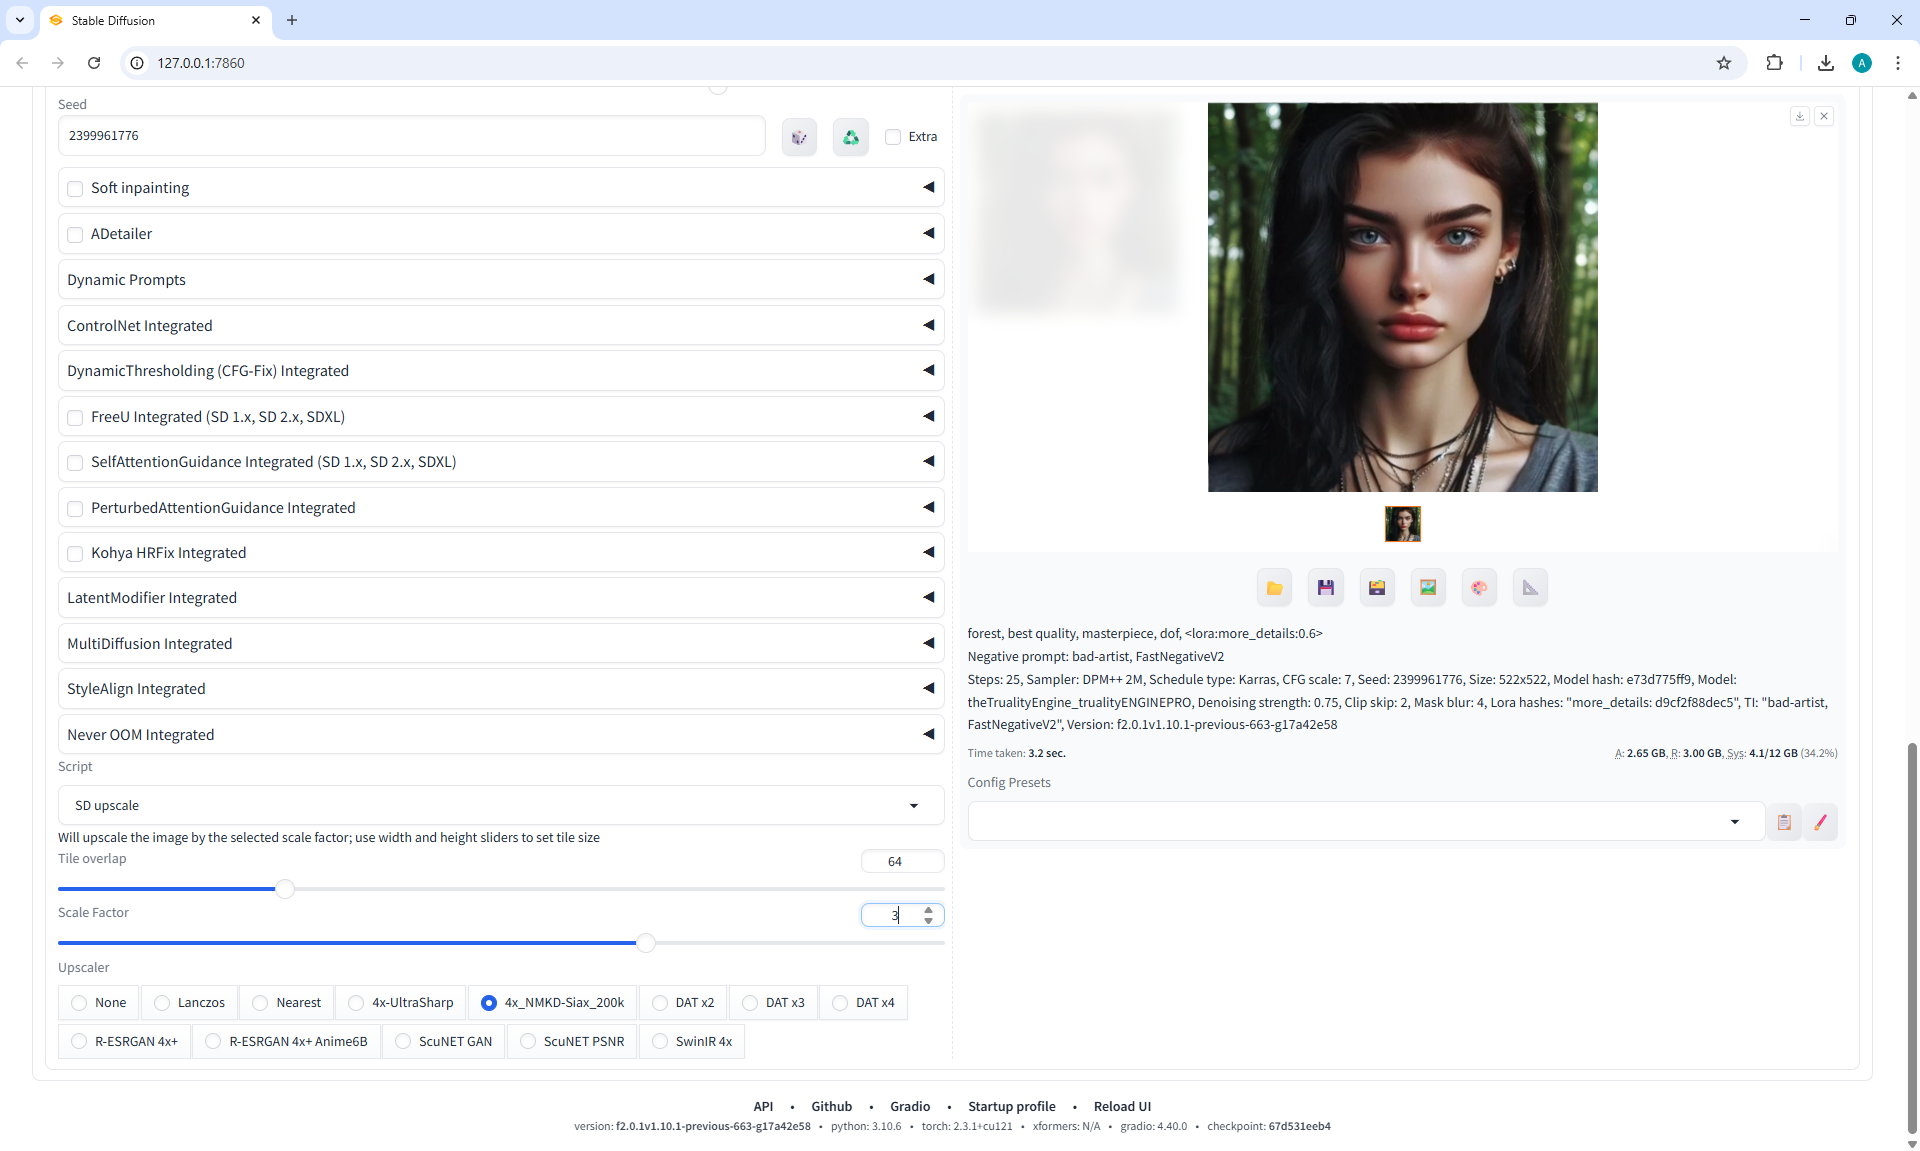 Stable Diffusion
127.0.0.1:7860
A
Seed
2399961776
Extra
Soft inpainting
ADetailer
Dynamic Prompts
ControlNet Integrated
DynamicThresholding (CFG-Fix) Integrated
FreeU Integrated (SD 1.x, SD 2.x, SDXL)
SelfAttentionGuidance Integrated (SD 1.x, SD 2.x, SDXL)
PerturbedAttentionGuidance Integrated
Kohya HRFix Integrated
LatentModifier Integrated
MultiDiffusion Integrated
StyleAlign Integrated
Never OOM Integrated
Script
SD upscale
Will upscale the image by the selected scale factor; use width and height sliders to set tile size
Tile overlap
64
Scale Factor
3
Upscaler
None Lanczos Nearest 4x-UltraSharp 4x_NMKD-Siax_200k DAT x2 DAT x3 DAT x4
R-ESRGAN 4x+ R-ESRGAN 4x+ Anime6B ScuNET GAN ScuNET PSNR SwinIR 4x
forest, best quality, masterpiece, dof, <lora:more_details:0.6>
Negative prompt: bad-artist, FastNegativeV2
Steps: 25, Sampler: DPM++ 2M, Schedule type: Karras, CFG scale: 7, Seed: 2399961776, Size: 522x522, Model hash: e73d775ff9, Model:
theTrualityEngine_trualityENGINEPRO, Denoising strength: 0.75, Clip skip: 2, Mask blur: 4, Lora hashes: "more_details: d9cf2f88dec5", TI: "bad-artist,
FastNegativeV2", Version: f2.0.1v1.10.1-previous-663-g17a42e58
Time taken: 3.2 sec.
A: 2.65 GB, R: 3.00 GB, Sys: 4.1/12 GB (34.2%)
Config Presets
API • Github • Gradio • Startup profile • Reload UI
version: f2.0.1v1.10.1-previous-663-g17a42e58 • python: 3.10.6 • torch: 2.3.1+cu121 • xformers: N/A • gradio: 4.40.0 • checkpoint: 67d531eeb4